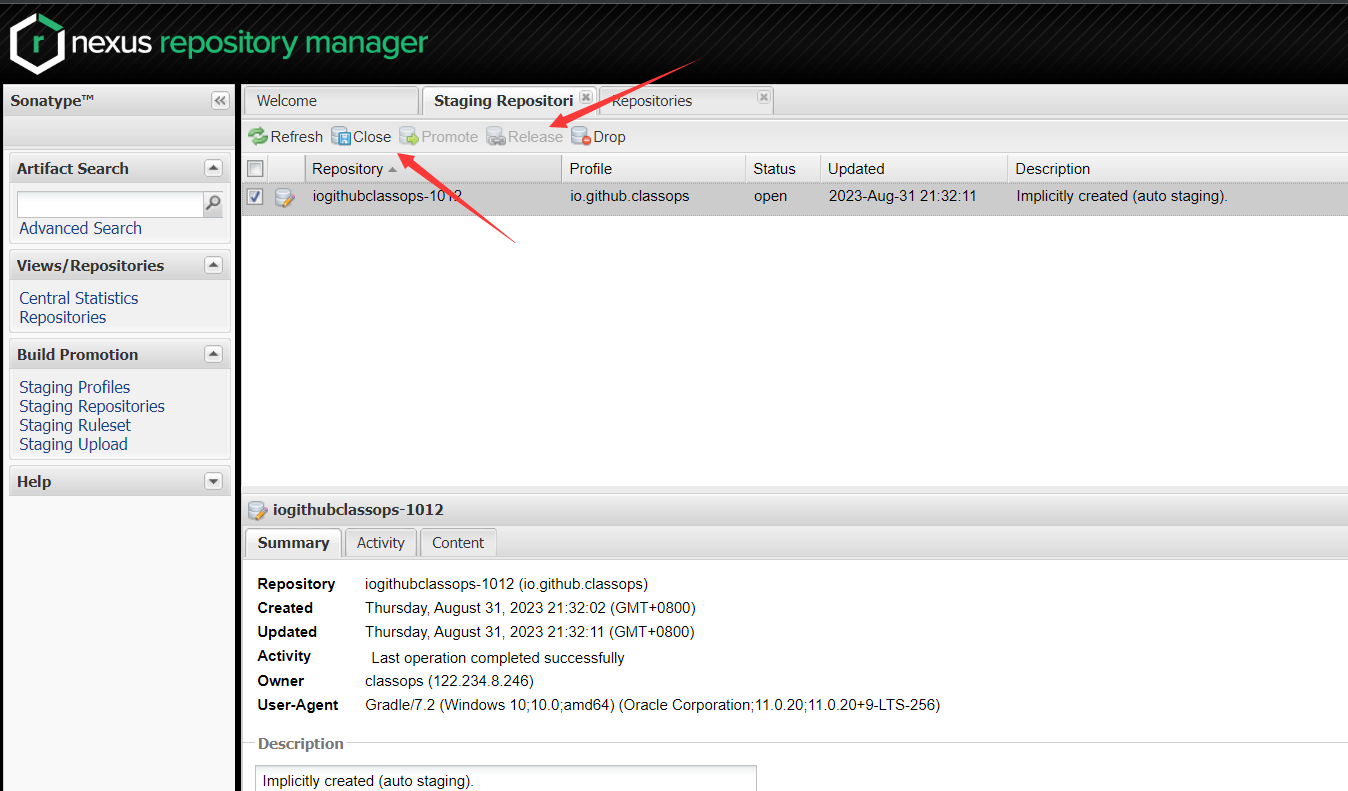 nexus repository manager
Sonatype™
Welcome
Staging Repositori
Repositories
Refresh Close Promote Release Drop
Artifact Search
Advanced Search
Views/Repositories
Central Statistics
Repositories
Build Promotion
Staging Profiles
Staging Repositories
Staging Ruleset
Staging Upload
Help
Repository Profile Status Updated Description
iogithubclassops-1012 io.github.classops open 2023-Aug-31 21:32:11 Implicitly created (auto staging).
iogithubclassops-1012
Summary Activity Content
Repository iogithubclassops-1012 (io.github.classops)
Created Thursday, August 31, 2023 21:32:02 (GMT+0800)
Updated Thursday, August 31, 2023 21:32:11 (GMT+0800)
Activity Last operation completed successfully
Owner classops (122.234.8.246)
User-Agent Gradle/7.2 (Windows 10;10.0;amd64) (Oracle Corporation;11.0.20;11.0.20+9-LTS-256)
Description
Implicitly created (auto staging).